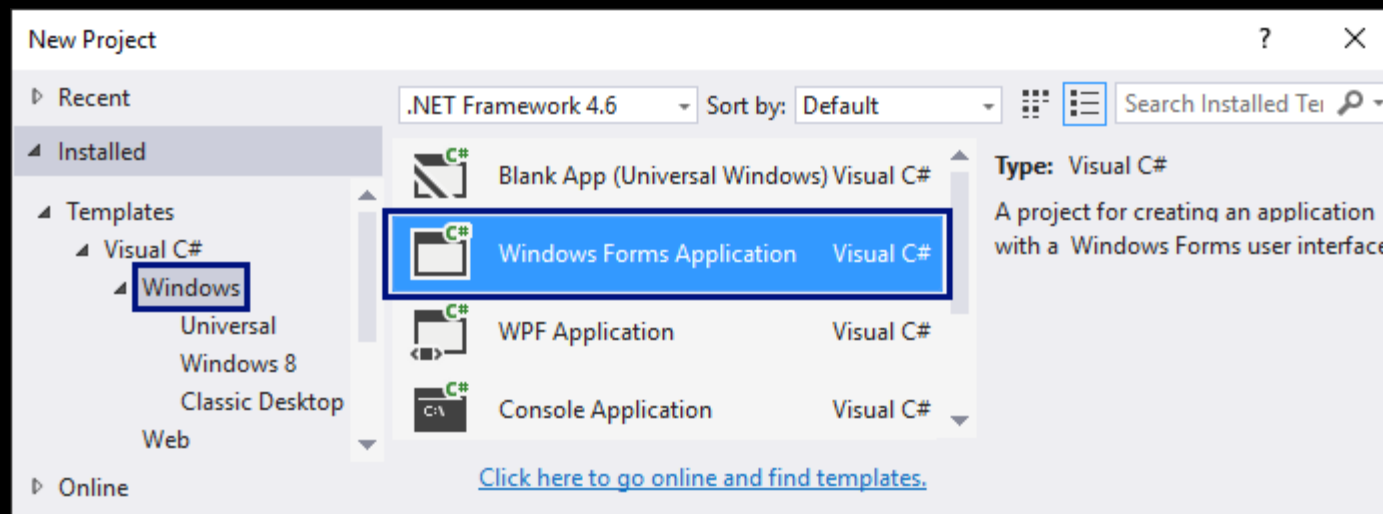 New Project
?
Recent
.NET Framework 4.6
Sort by:
Default
Search Installed Te
Installed
Templates
Visual C#
Windows
Universal
Windows 8
Classic Desktop
Web
Online
C#
Blank App (Universal Windows) Visual C#
C#
Windows Forms Application Visual C#
C#
WPF Application Visual C#
C#
C:\
Console Application Visual C#
Click here to go online and find templates.
Type: Visual C#
A project for creating an application
with a Windows Forms user interface